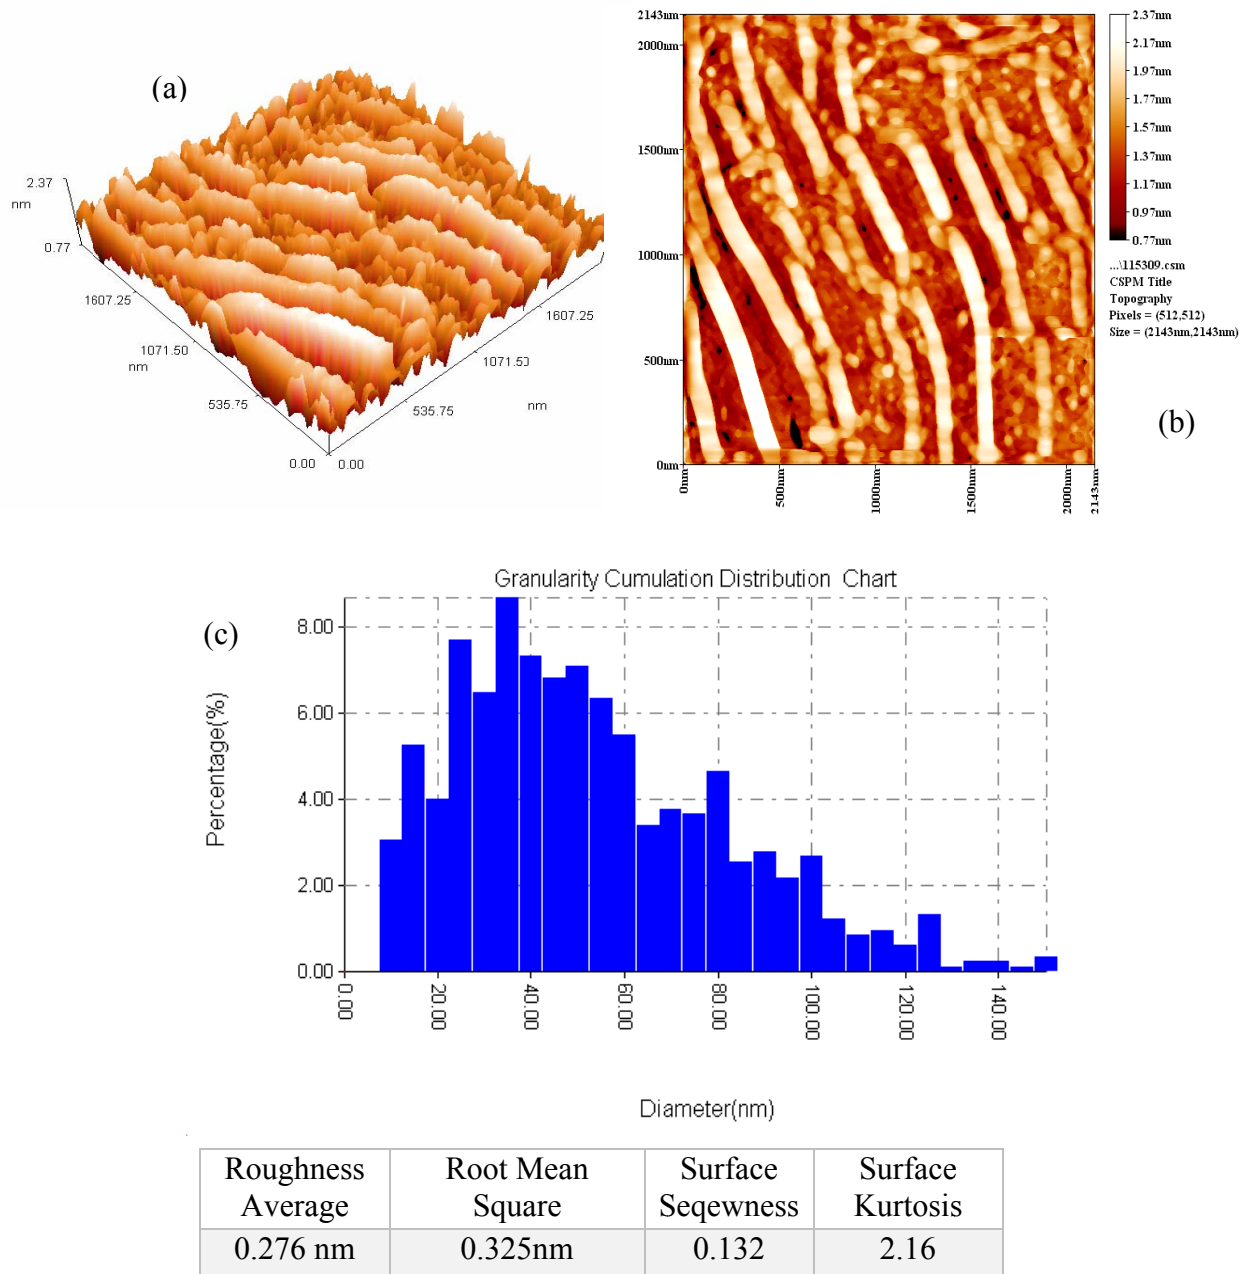 (a)
2.37
nm
0.77
1607.25
1071.50
nm
535.75
0.00
0.00
535.75
1071.50
nm
1607.25
2143nm
2000nm
1500nm
1000nm
500nm
0nm
0nm
500nm
1000nm
1500nm
2000nm
2143nm
2.37nm
2.17nm
1.97nm
1.77nm
1.57nm
1.37nm
1.17nm
0.97nm
0.77nm
...\115309.csm
CSPM Title
Topography
Pixels = (512,512)
Size = (2143nm,2143nm)
(b)
Granularity Cumulation Distribution Chart
(c)
Percentage(%)
8.00
6.00
4.00
2.00
0.00
0.00
20.00
40.00
60.00
80.00
100.00
120.00
140.00
Diameter(nm)
Roughness Average
Root Mean Square
Surface Seqewness
Surface Kurtosis
0.276 nm
0.325nm
0.132
2.16